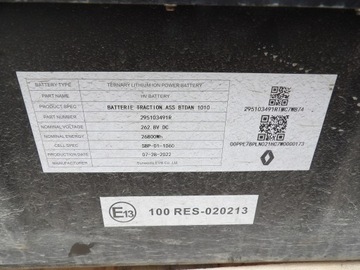 BATTERY TYPE TERNARY LITHIUM ION POWER BATTERY
PART NAME HV BATTERY
PRODUCT SPEC. BATTERIE TRACTION ASS BTDAN 1010
PART NUMBER 295103491R
NOMINAL VOLTAGE 262.8V DC
NOMINAL ENERGY 26800Wh
CELL SPEC SRP-01-1060
PRODUCTION DATE 07-28-2022
E13
100 RES-020213